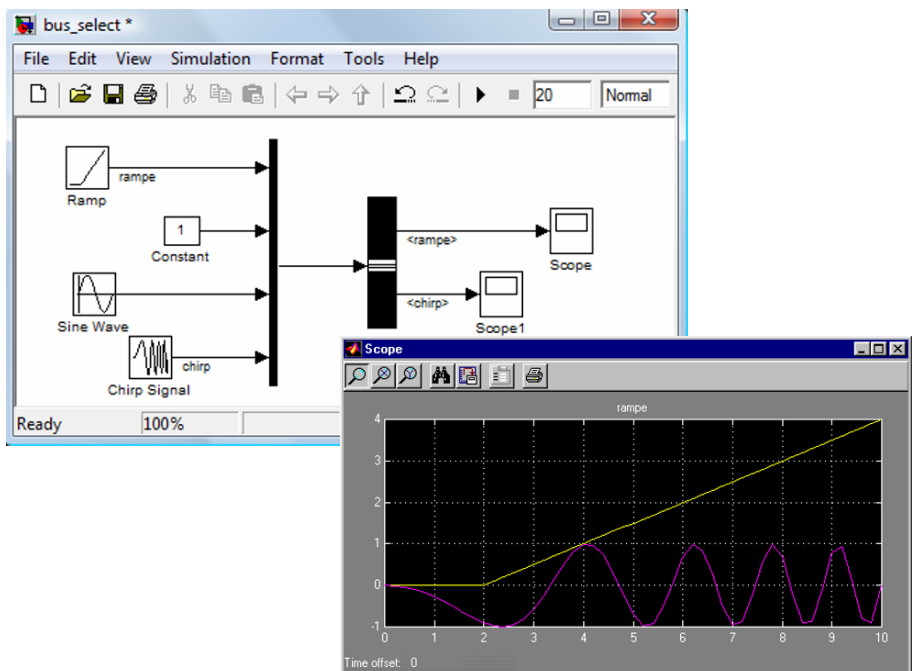 bus_select *
File Edit View Simulation Format Tools Help
20 Normal
rampe
Ramp
1
Constant
<rampe>
Scope
Sine Wave
<chirp>
Scope1
chirp
Chirp Signal
Ready 100%
Scope
rampe
4
3
2
1
0
-1
0 1 2 3 4 5 6 7 8 9 10
Time offset: 0